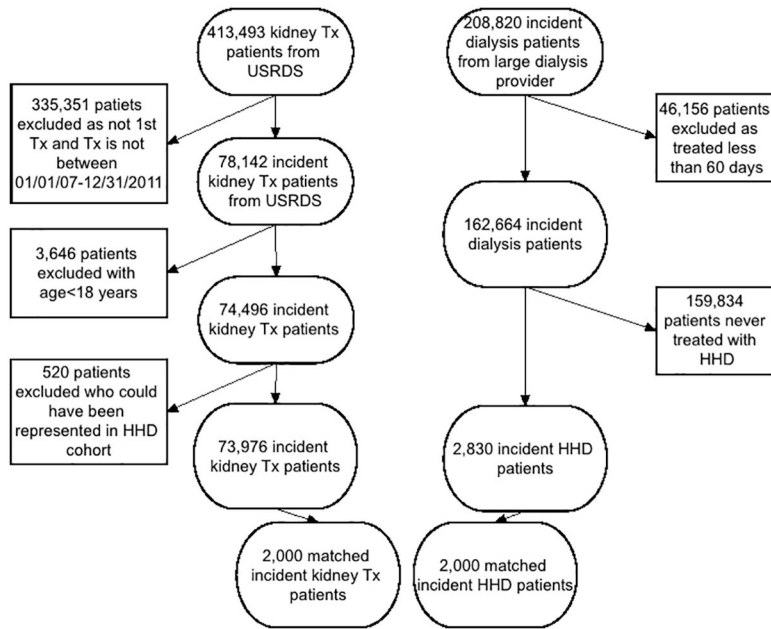 413,493 kidney Tx
patients from
USRDS
335,351 patiets
excluded as not 1st
Tx and Tx is not
between
01/01/07-12/31/2011
78,142 incident
kidney Tx patients
from USRDS
3,646 patients
excluded with
age<18 years
74,496 incident
kidney Tx patients
520 patients
excluded who could
have been
represented in HHD
cohort
73,976 incident
kidney Tx patients
2,000 matched
incident kidney Tx
patients
208,820 incident
dialysis patients
from large dialysis
provider
46,156 patients
excluded as
treated less
than 60 days
162,664 incident
dialysis patients
159,834
patients never
treated with
HHD
2,830 incident HHD
patients
2,000 matched
incident HHD patients